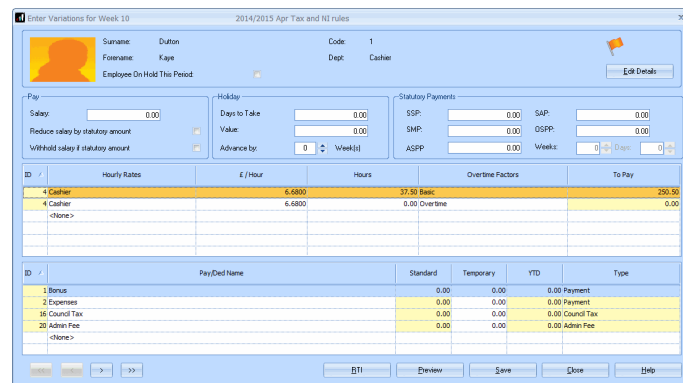 Enter Variations for Week 10 2014/2015 Apr Tax and NI rules
Surname: Dutton Code: 1
Forename: Kaye Dept: Cashier
Employee On Hold This Period:
Edit Details
Pay Holiday Statutory Payments
Salary: 0.00 Days to Take 0.00 SSP: 0.00 SAP: 0.00
Reduce salary by statutory amount Value: 0.00 SMP: 0.00 OSPP: 0.00
Withhold salary if statutory amount Advance by: 0 Week(s) ASPP 0.00 Weeks: 0 Days: 0
ID Hourly Rates £ / Hour Hours Overtime Factors To Pay
4 Cashier 6.6800 37.50 Basic 250.50
4 Cashier 6.6800 0.00 Overtime 0.00
<None>
ID Pay/Ded Name Standard Temporary YTD Type
1 Bonus 0.00 0.00 0.00 Payment
2 Expenses 0.00 0.00 0.00 Payment
16 Council Tax 0.00 0.00 0.00 Council Tax
20 Admin Fee 0.00 0.00 0.00 Admin Fee
<None>
<< < > >> RTI Preview Save Close Help